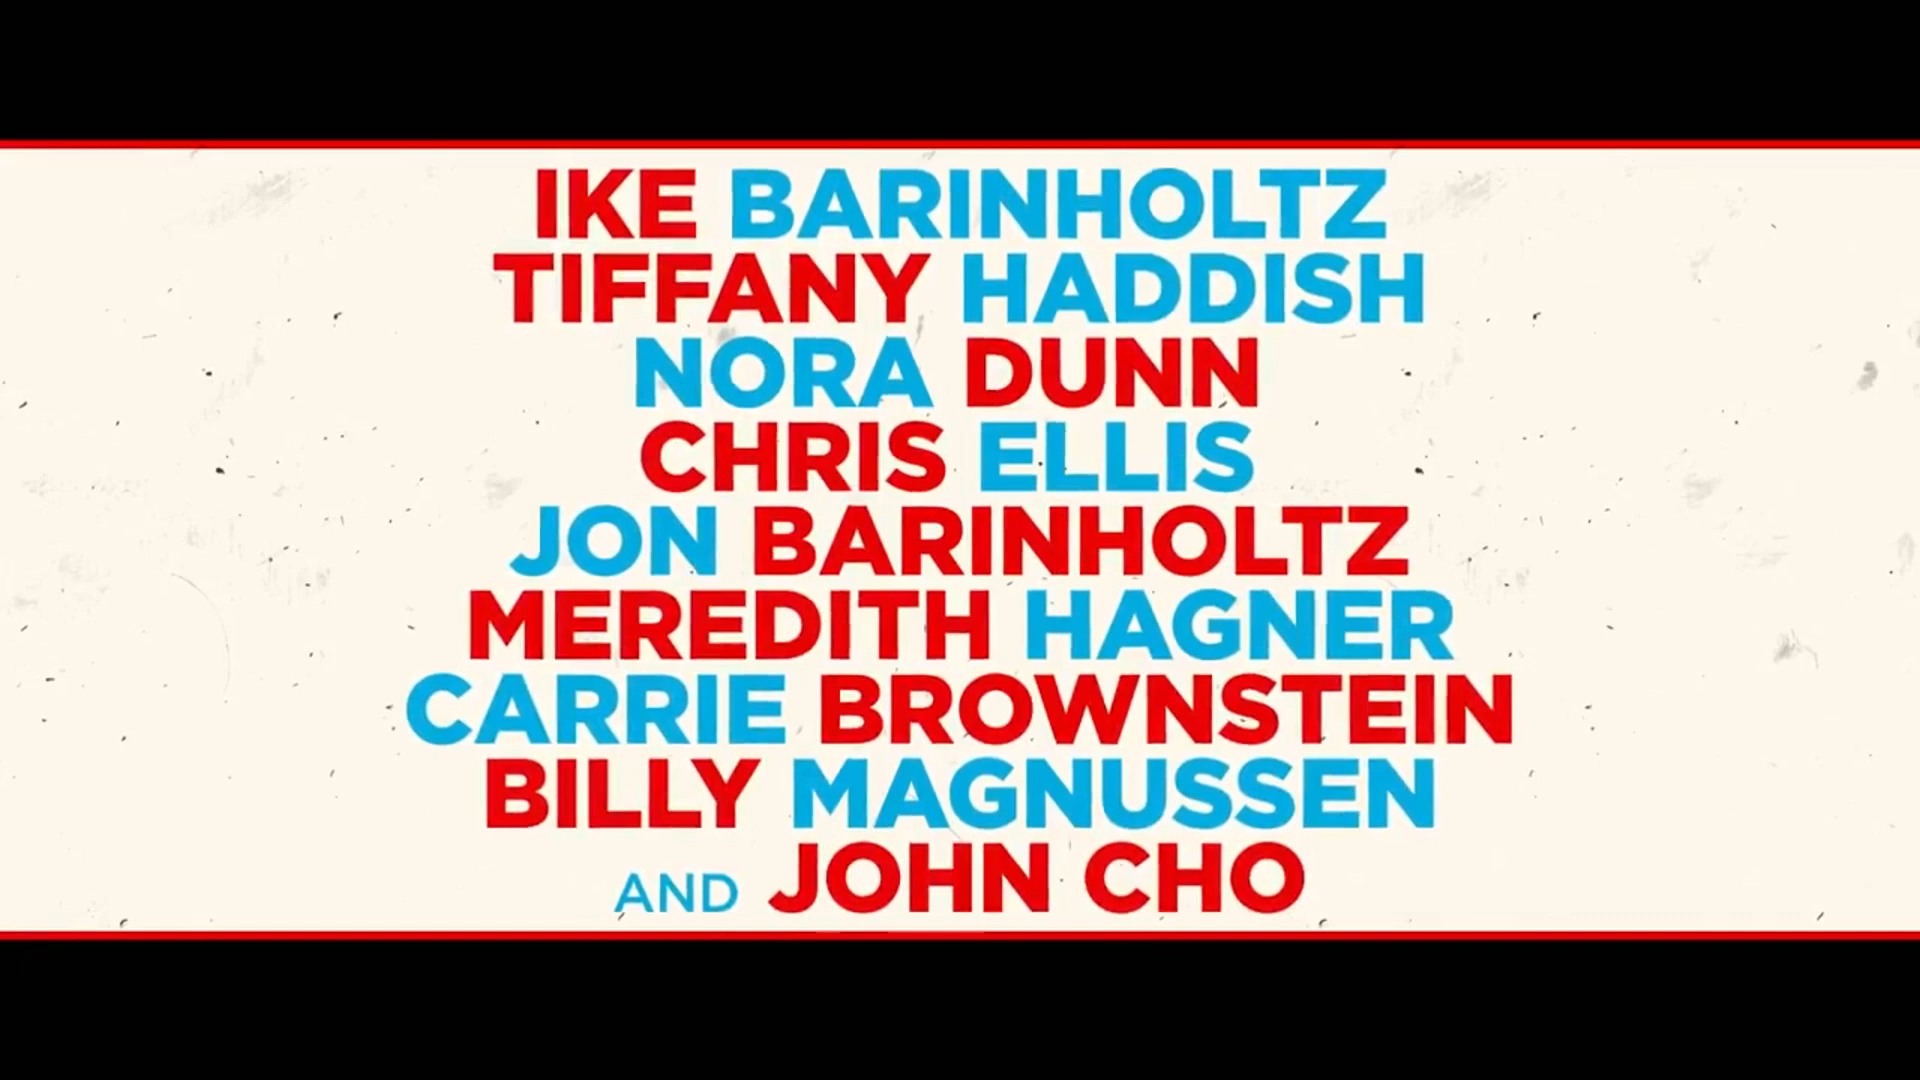 IKE BARINHOLTZ
TIFFANY HADDISH
NORA DUNN
CHRIS ELLIS
JON BARINHOLTZ
MEREDITH HAGNER
CARRIE BROWNSTEIN
BILLY MAGNUSSEN
AND JOHN CHO